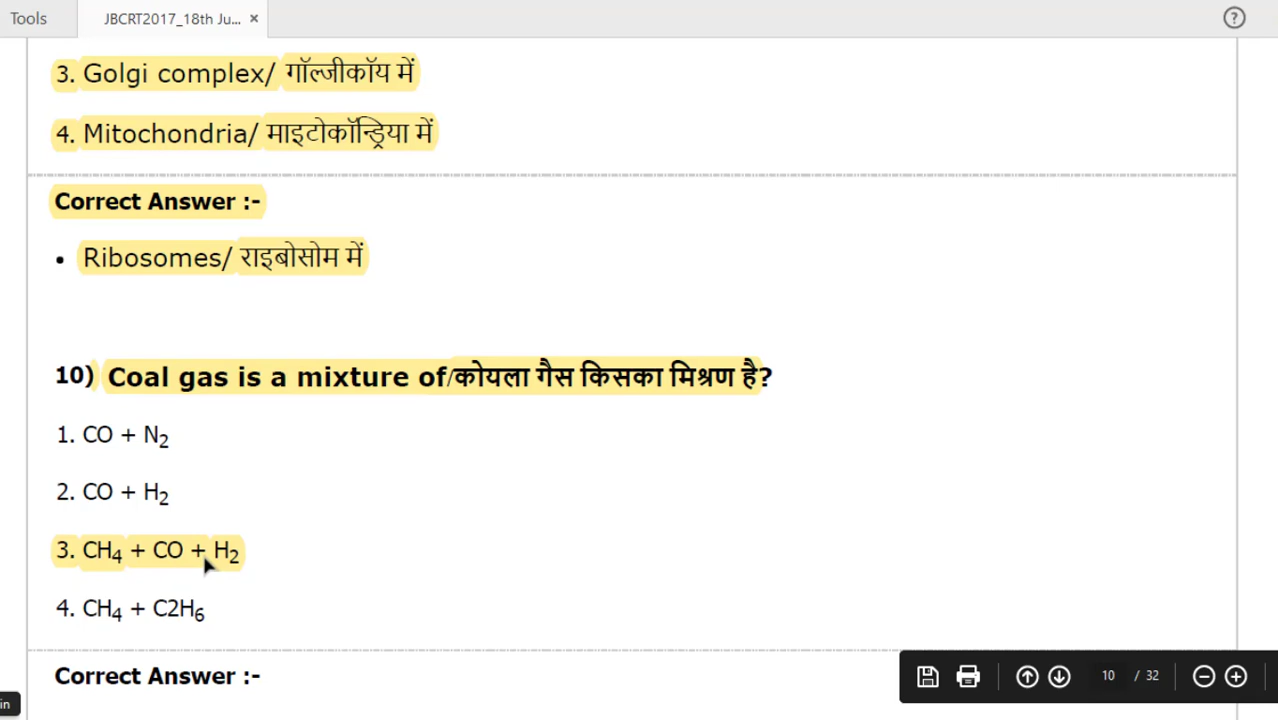 Tools JBCRT2017_18th Ju... × ?
3. Golgi complex/ गॉल्जीकॉय में
4. Mitochondria/ माइटोकॉन्ड्रिया में
Correct Answer :-
• Ribosomes/ राइबोसोम में
10) Coal gas is a mixture of/कोयला गैस किसका मिश्रण है?
1. CO + N₂
2. CO + H₂
3. CH₄ + CO + H₂
4. CH₄ + C2H₆
Correct Answer :-
10 / 32
in